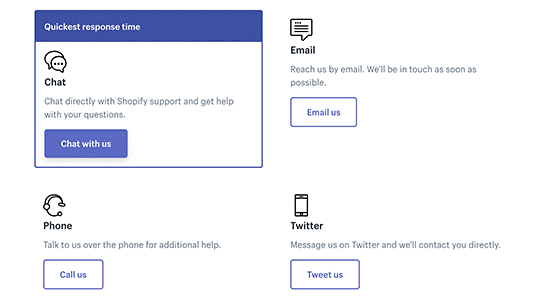 Quickest response time
Chat
Chat directly with Shopify support and get help
with your questions.
Chat with us
Email
Reach us by email. We'll be in touch as soon as
possible.
Email us
Phone
Talk to us over the phone for additional help.
Call us
Twitter
Message us on Twitter and we'll contact you directly.
Tweet us